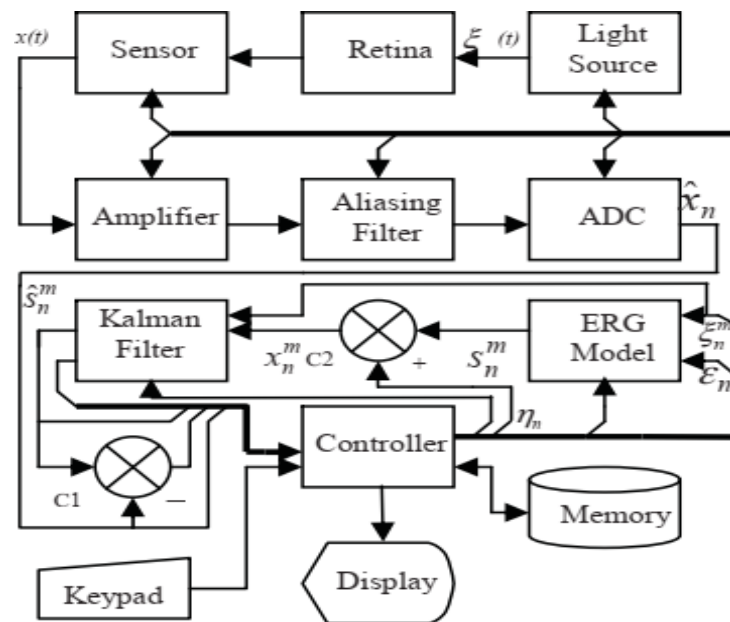 x(t)
Sensor
Retina
ξ (t)
Light
Source
Amplifier
Aliasing
Filter
ADC
x̂ₙ
ŝₙᵐ
Kalman
Filter
xₙᵐ C2
+
Sₙᵐ
ERG
Model
ξₙᵐ
εₙ
ηₙ
Controller
C1
−
Memory
Keypad
Display